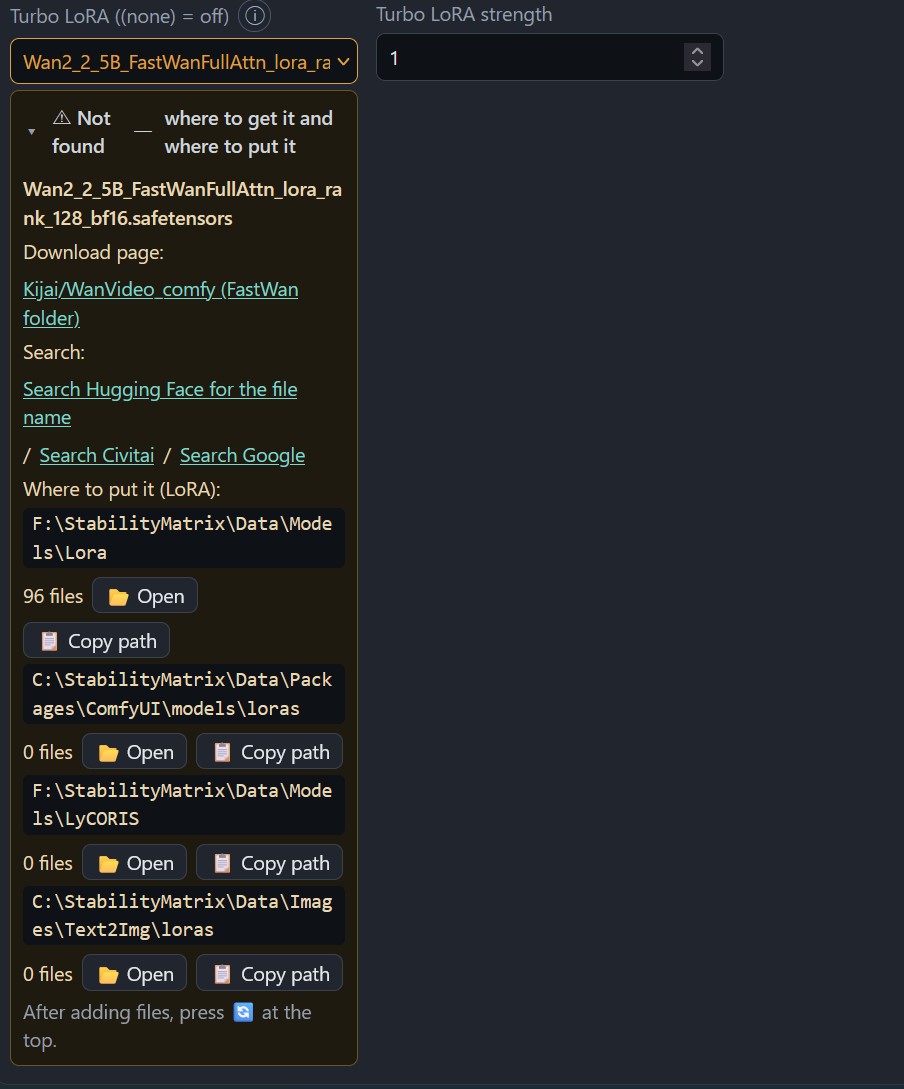 Turbo LoRA ((none) = off) ⓘ
Turbo LoRA strength
Wan2_2_5B_FastWanFullAttn_lora_ra
1
▾ ⚠ Not found — where to get it and where to put it
Wan2_2_5B_FastWanFullAttn_lora_ra
nk_128_bf16.safetensors
Download page:
Kijai/WanVideo_comfy (FastWan
folder)
Search:
Search Hugging Face for the file
name
/ Search Civitai / Search Google
Where to put it (LoRA):
F:\StabilityMatrix\Data\Mode
ls\Lora
96 files 📂 Open
📋 Copy path
C:\StabilityMatrix\Data\Pack
ages\ComfyUI\models\loras
0 files 📂 Open 📋 Copy path
F:\StabilityMatrix\Data\Mode
ls\LyCORIS
0 files 📂 Open 📋 Copy path
C:\StabilityMatrix\Data\Imag
es\Text2Img\loras
0 files 📂 Open 📋 Copy path
After adding files, press 🔄 at the
top.